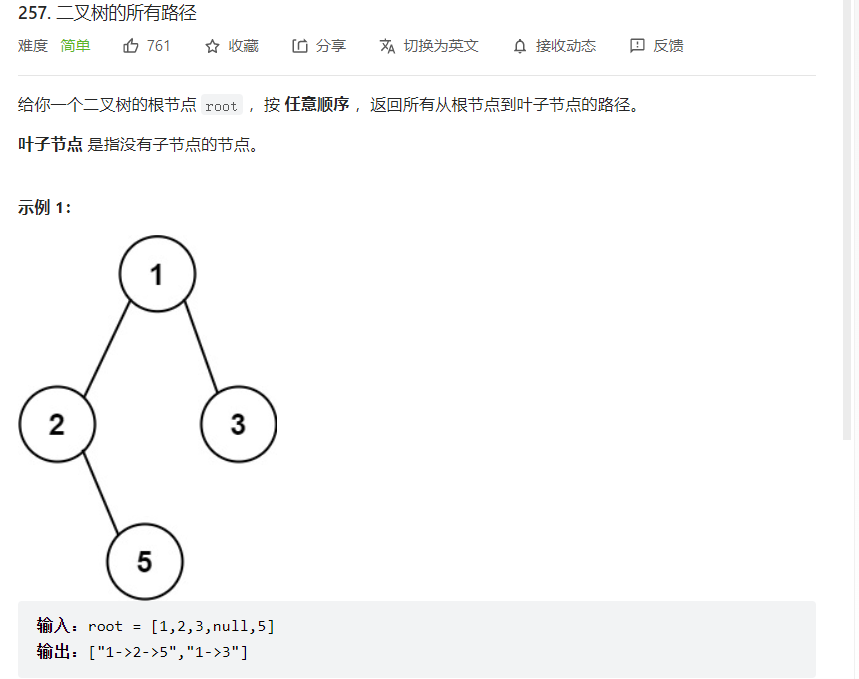 257. 二叉树的所有路径
难度 简单 761 收藏 分享 切换为英文 接收动态 反馈
给你一个二叉树的根节点 root ，按 任意顺序 ，返回所有从根节点到叶子节点的路径。
叶子节点 是指没有子节点的节点。
示例 1：
1
2 3
5
输入：root = [1,2,3,null,5]
输出：["1->2->5","1->3"]